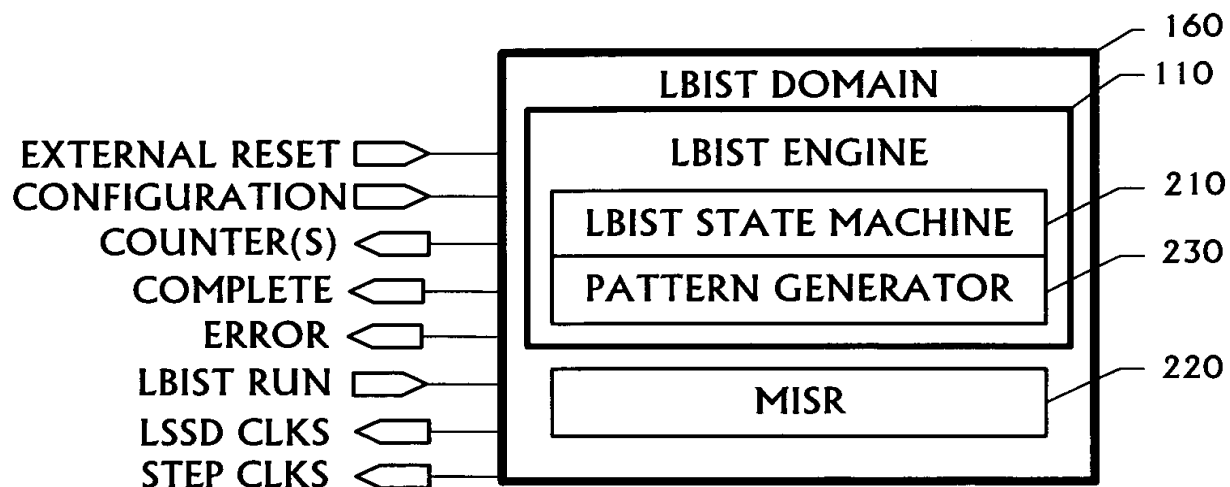 160
LBIST DOMAIN
110
LBIST ENGINE
EXTERNAL RESET
CONFIGURATION
LBIST STATE MACHINE
210
COUNTER(S)
PATTERN GENERATOR
230
COMPLETE
ERROR
LBIST RUN
MISR
220
LSSD CLKS
STEP CLKS